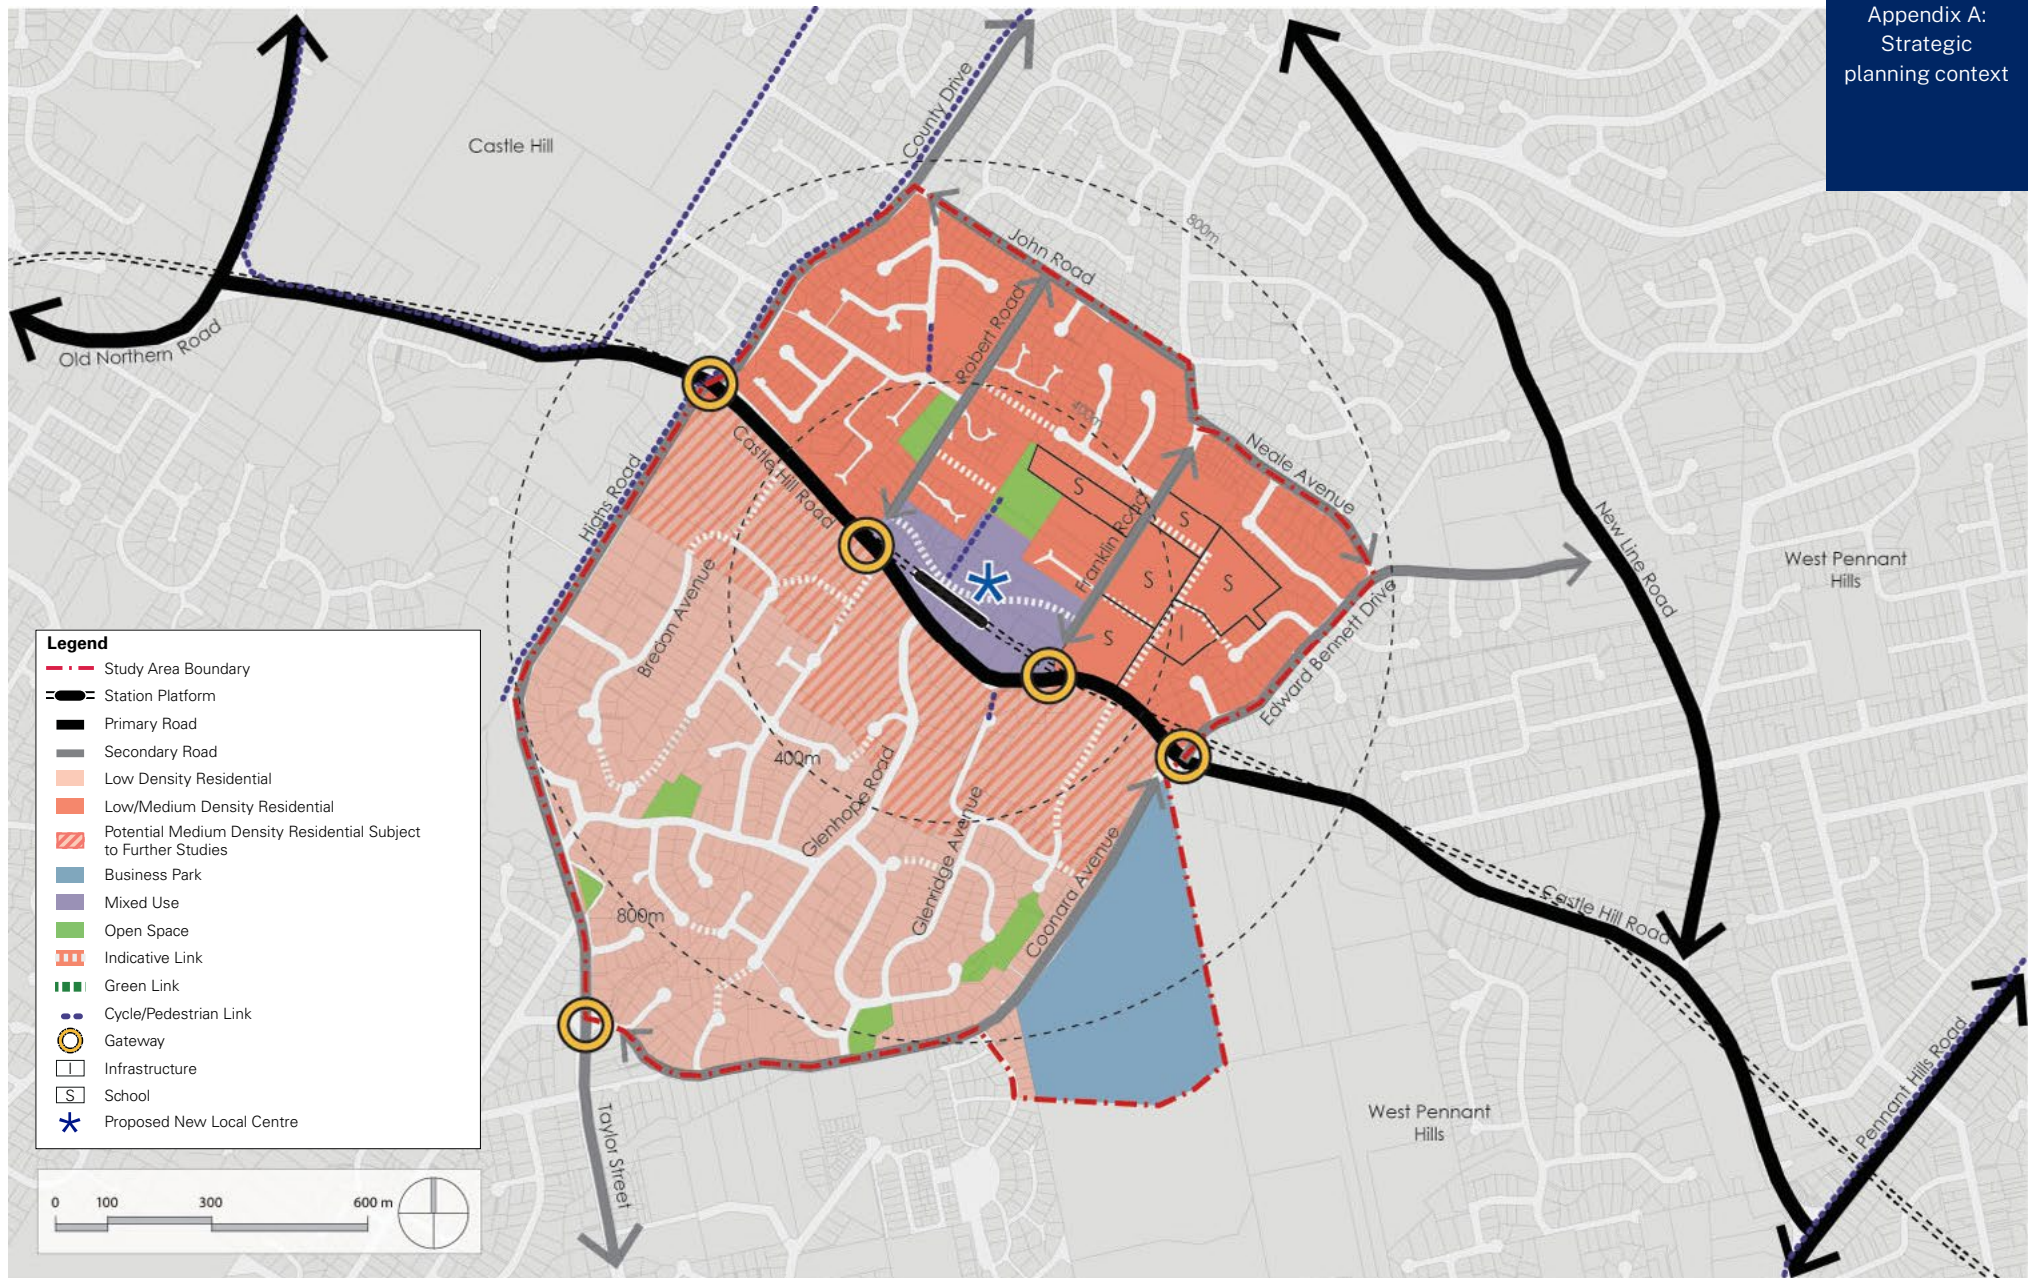 Appendix A:
Strategic
planning context
Castle Hill
County Drive
800m
John Road
Old Northern Road
Robert Road
400m
Castle Hill Road
Neale Avenue
Highs Road
S
S
Franklin Road
New Line Road
West Pennant
Hills
S
S
S
I
Bredon Avenue
Edward Bennett Drive
400m
Glenhope Road
Glenridge Avenue
Coonara Avenue
800m
Castle Hill Road
Pennant Hills Road
West Pennant
Hills
Taylor Street
Legend
Study Area Boundary
Station Platform
Primary Road
Secondary Road
Low Density Residential
Low/Medium Density Residential
Potential Medium Density Residential Subject
to Further Studies
Business Park
Mixed Use
Open Space
Indicative Link
Green Link
Cycle/Pedestrian Link
Gateway
I Infrastructure
S School
Proposed New Local Centre
0 100 300 600 m